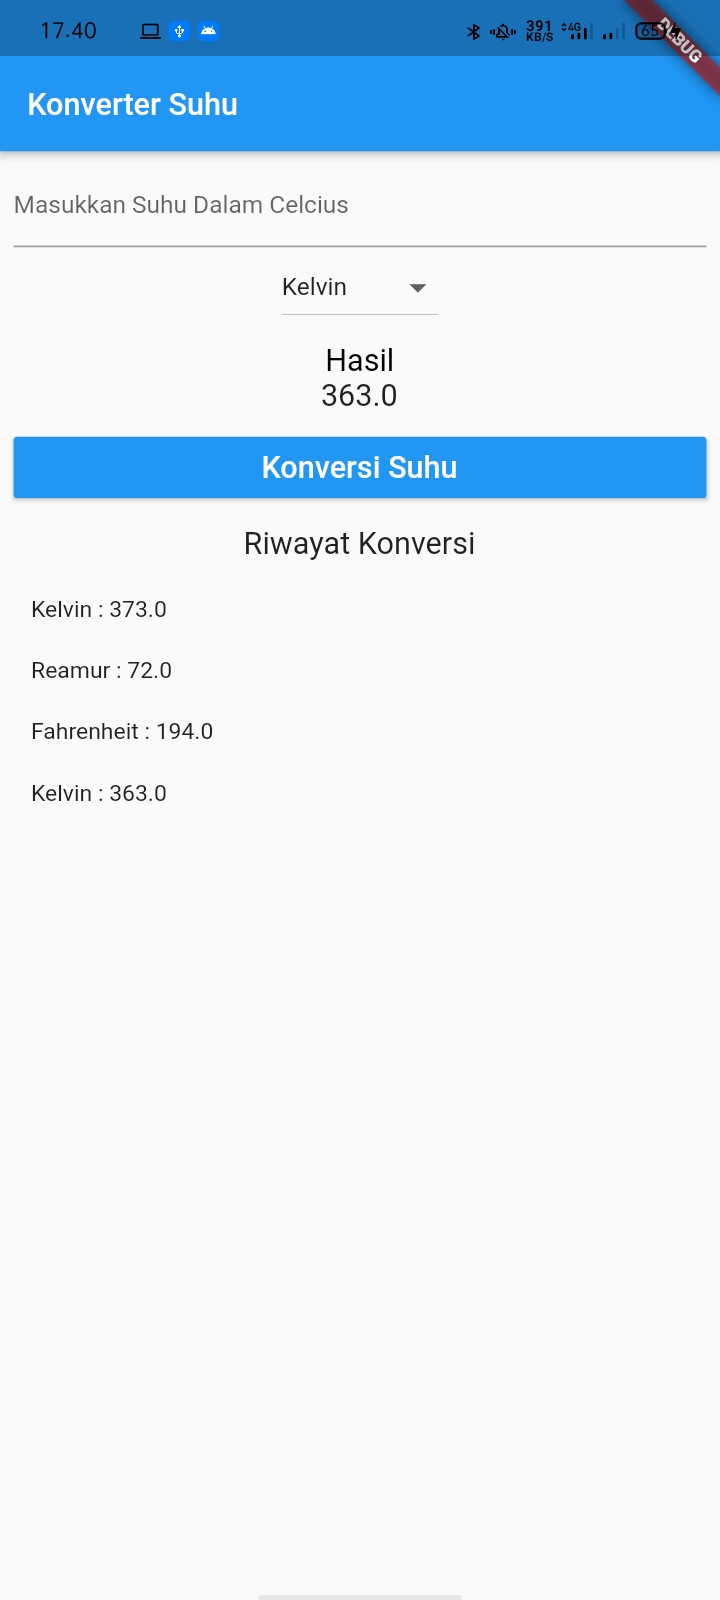 17.40
391
KB/S
4G
65
DEBUG
Konverter Suhu
Masukkan Suhu Dalam Celcius
Kelvin
Hasil
363.0
Konversi Suhu
Riwayat Konversi
Kelvin : 373.0
Reamur : 72.0
Fahrenheit : 194.0
Kelvin : 363.0